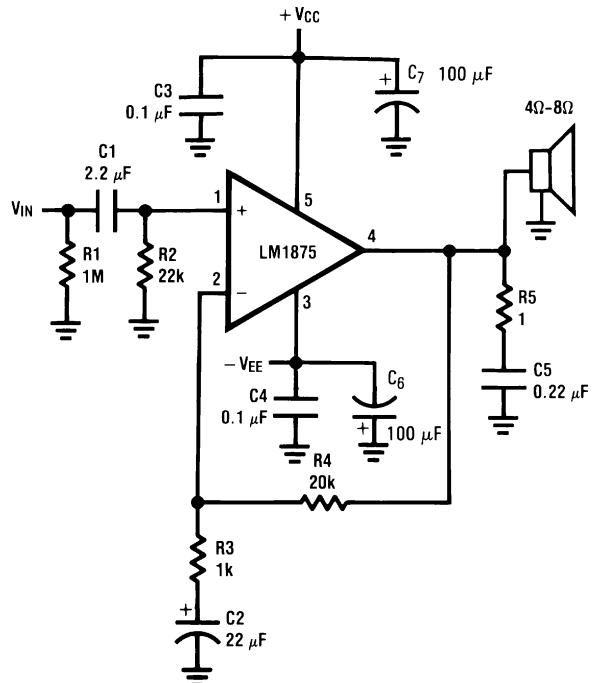 + VCC
C3
0.1 µF
+
C7 100 µF
4Ω-8Ω
C1
2.2 µF
VIN
1
+
5
R1
1M
R2
22k
LM1875
4
2
−
3
R5
1
− VEE
C4
0.1 µF
C6
+
100 µF
C5
0.22 µF
R4
20k
R3
1k
+
C2
22 µF